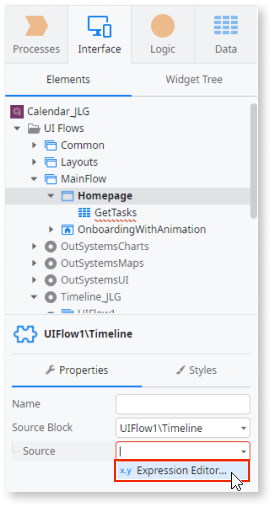 Processes Interface Logic Data
Elements Widget Tree
Calendar_JLG
UI Flows
Common
Layouts
MainFlow
Homepage
GetTasks
OnboardingWithAnimation
OutSystemsCharts
OutSystemsMaps
OutSystemsUI
Timeline_JLG
UIFlow1
UIFlow1\Timeline
Properties Styles
Name
Source Block UIFlow1\Timeline
Source
x.y Expression Editor...